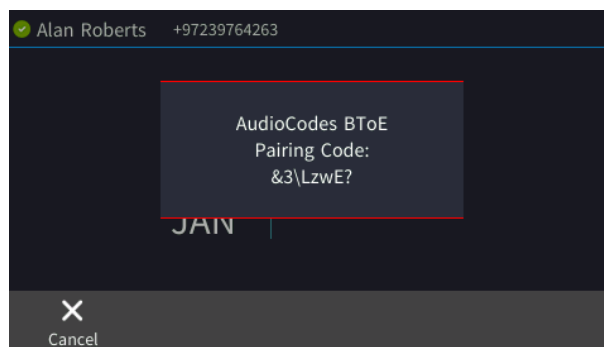 Alan Roberts +97239764263
AudioCodes BToE
Pairing Code:
&3\LzwE?
JAN
Cancel